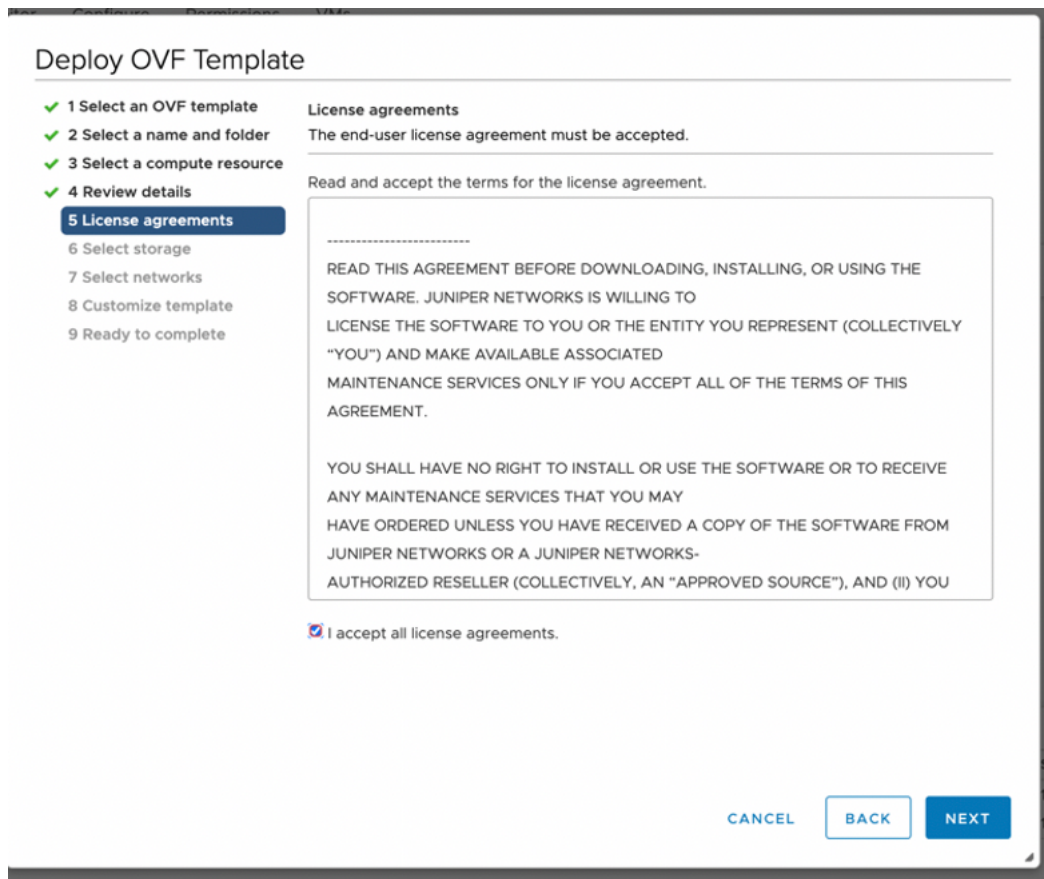 Configure Permissions VMs
Deploy OVF Template
1 Select an OVF template
2 Select a name and folder
3 Select a compute resource
4 Review details
5 License agreements
6 Select storage
7 Select networks
8 Customize template
9 Ready to complete
License agreements
The end-user license agreement must be accepted.
Read and accept the terms for the license agreement.
-------------------------
READ THIS AGREEMENT BEFORE DOWNLOADING, INSTALLING, OR USING THE
SOFTWARE. JUNIPER NETWORKS IS WILLING TO
LICENSE THE SOFTWARE TO YOU OR THE ENTITY YOU REPRESENT (COLLECTIVELY
“YOU”) AND MAKE AVAILABLE ASSOCIATED
MAINTENANCE SERVICES ONLY IF YOU ACCEPT ALL OF THE TERMS OF THIS
AGREEMENT.
YOU SHALL HAVE NO RIGHT TO INSTALL OR USE THE SOFTWARE OR TO RECEIVE
ANY MAINTENANCE SERVICES THAT YOU MAY
HAVE ORDERED UNLESS YOU HAVE RECEIVED A COPY OF THE SOFTWARE FROM
JUNIPER NETWORKS OR A JUNIPER NETWORKS-
AUTHORIZED RESELLER (COLLECTIVELY, AN “APPROVED SOURCE”), AND (II) YOU
I accept all license agreements.
CANCEL BACK NEXT